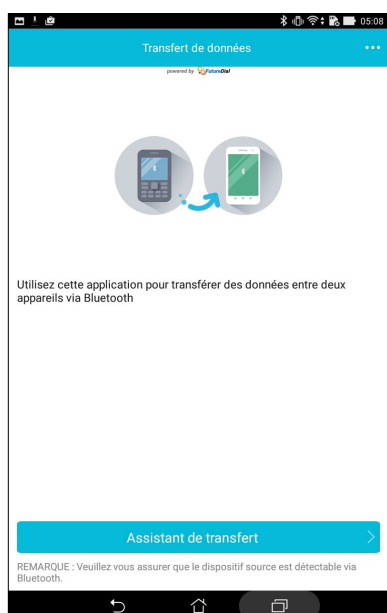 05:08
Transfert de données
powered by FutureDial
Utilisez cette application pour transférer des données entre deux
appareils via Bluetooth
Assistant de transfert
REMARQUE : Veuillez vous assurer que le dispositif source est détectable via
Bluetooth.